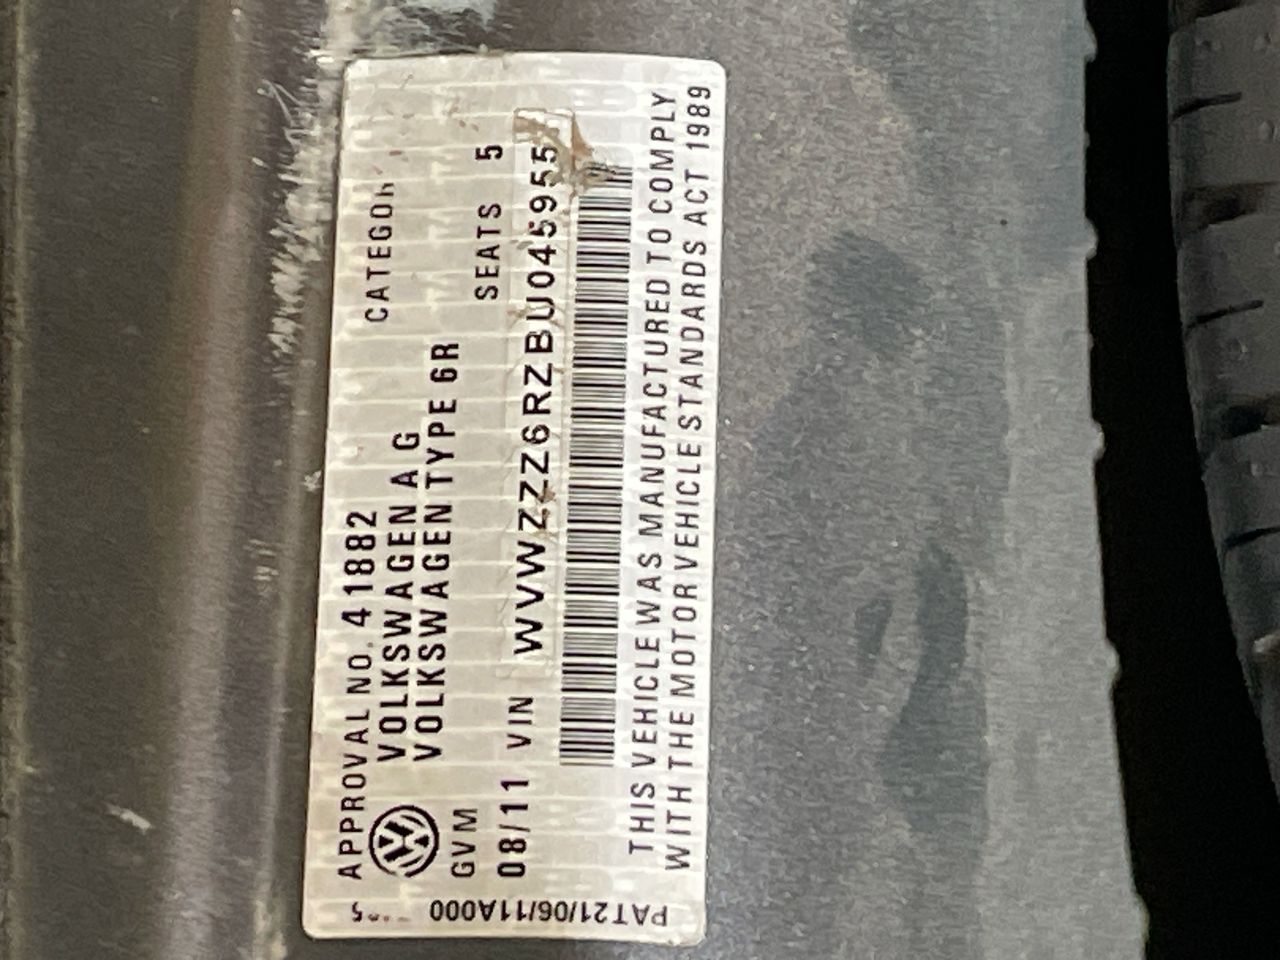 APPROVAL NO. 41882
VOLKSWAGEN AG
VOLKSWAGEN TYPE 6R
GVM
SEATS 5
08/11 VIN WVWZZZ6RZBU045955
THIS VEHICLE WAS MANUFACTURED TO COMPLY
WITH THE MOTOR VEHICLE STANDARDS ACT 1989
PAT21/06/11A000